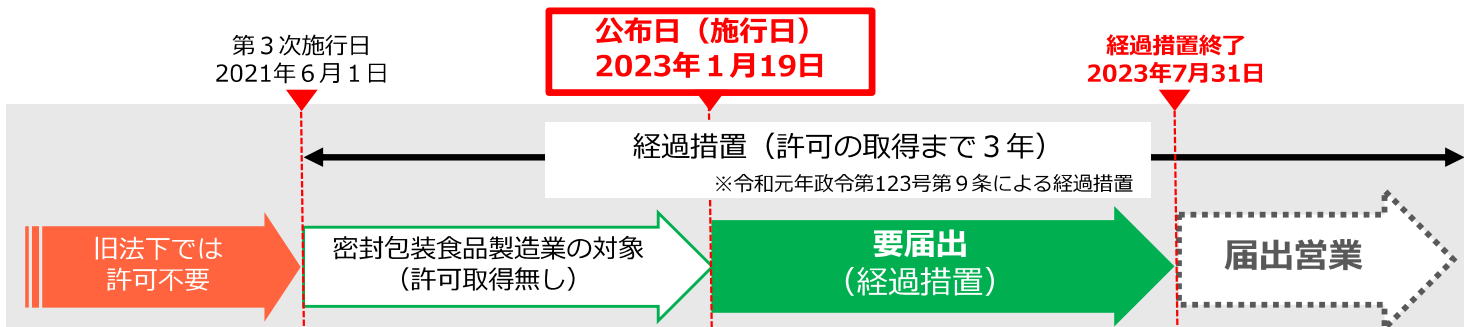 第３次施行日
2021年６月１日
公布日（施行日）
2023年１月19日
経過措置終了
2023年7月31日
経過措置（許可の取得まで３年）
※令和元年政令第123号第９条による経過措置
旧法下では
許可不要
密封包装食品製造業の対象
（許可取得無し）
要届出
（経過措置）
届出営業